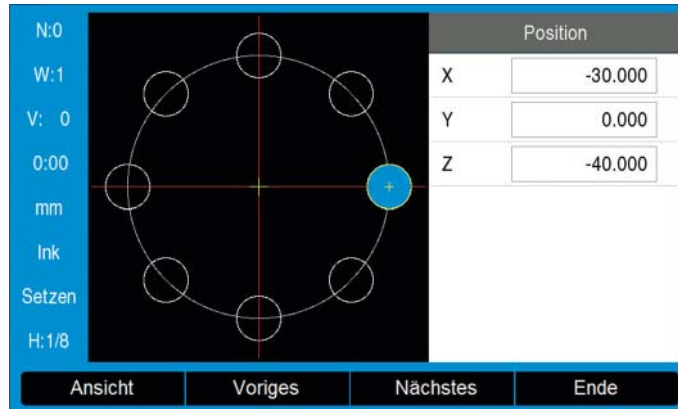 N:0
W:1
V: 0
0:00
mm
Ink
Setzen
H:1/8
Position
X -30.000
Y 0.000
Z -40.000
Ansicht Voriges Nächstes Ende